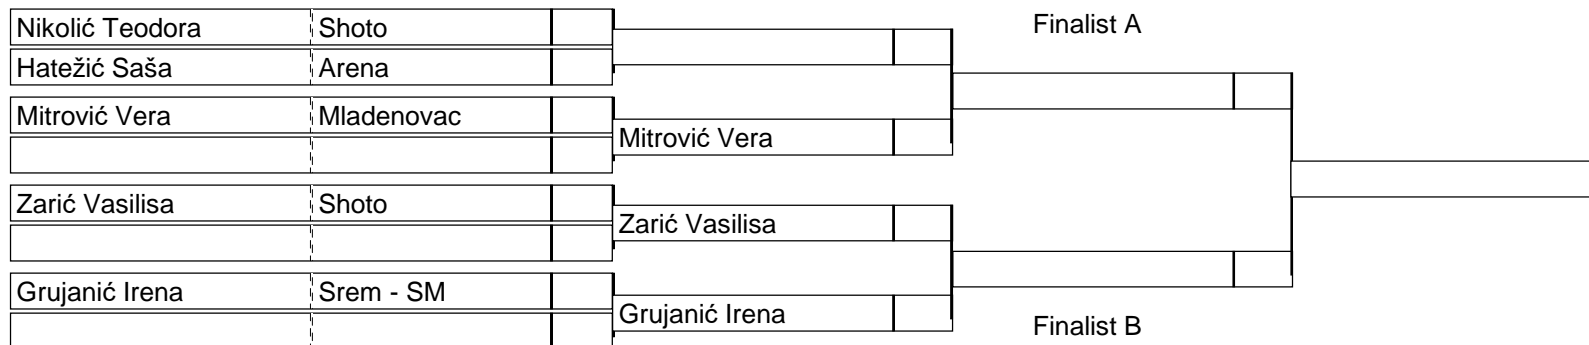 Nikolić Teodora Shoto
Hatežić Saša Arena
Mitrović Vera Mladenovac
Zarić Vasilisa Shoto
Grujanić Irena Srem - SM
Mitrović Vera
Zarić Vasilisa
Grujanić Irena
Finalist A
Finalist B